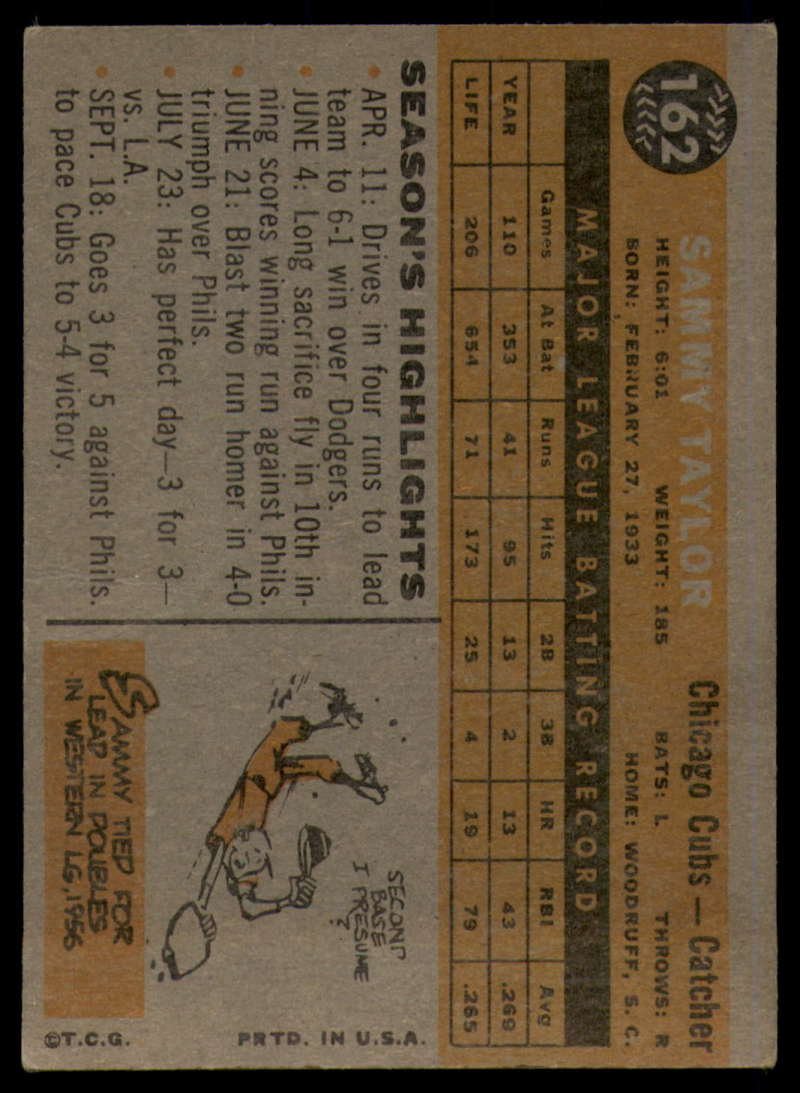 162
SAMMY TAYLOR Chicago Cubs — Catcher
HEIGHT: 6:01 WEIGHT: 185 BATS: L THROWS: R
BORN: FEBRUARY 27, 1933 HOME: WOODRUFF, S. C.
MAJOR LEAGUE BATTING RECORD
Games At Bat Runs Hits 2B 3B HR RBI Avg
YEAR 110 353 41 95 13 2 13 43 .269
LIFE 206 654 71 173 25 4 19 79 .265
SEASON'S HIGHLIGHTS
• APR. 11: Drives in four runs to lead
team to 6-1 win over Dodgers.
• JUNE 4: Long sacrifice fly in 10th in-
ning scores winning run against Phils.
• JUNE 21: Blast two run homer in 4-0
triumph over Phils.
• JULY 23: Has perfect day—3 for 3—
vs. L.A.
• SEPT. 18: Goes 3 for 5 against Phils.
to pace Cubs to 5-4 victory.
SECOND
BASE
I PRESUME
?
SAMMY TIED FOR
LEAD IN DOUBLES
IN WESTERN LG, 1956
©T.C.G. PRTD. IN U.S.A.